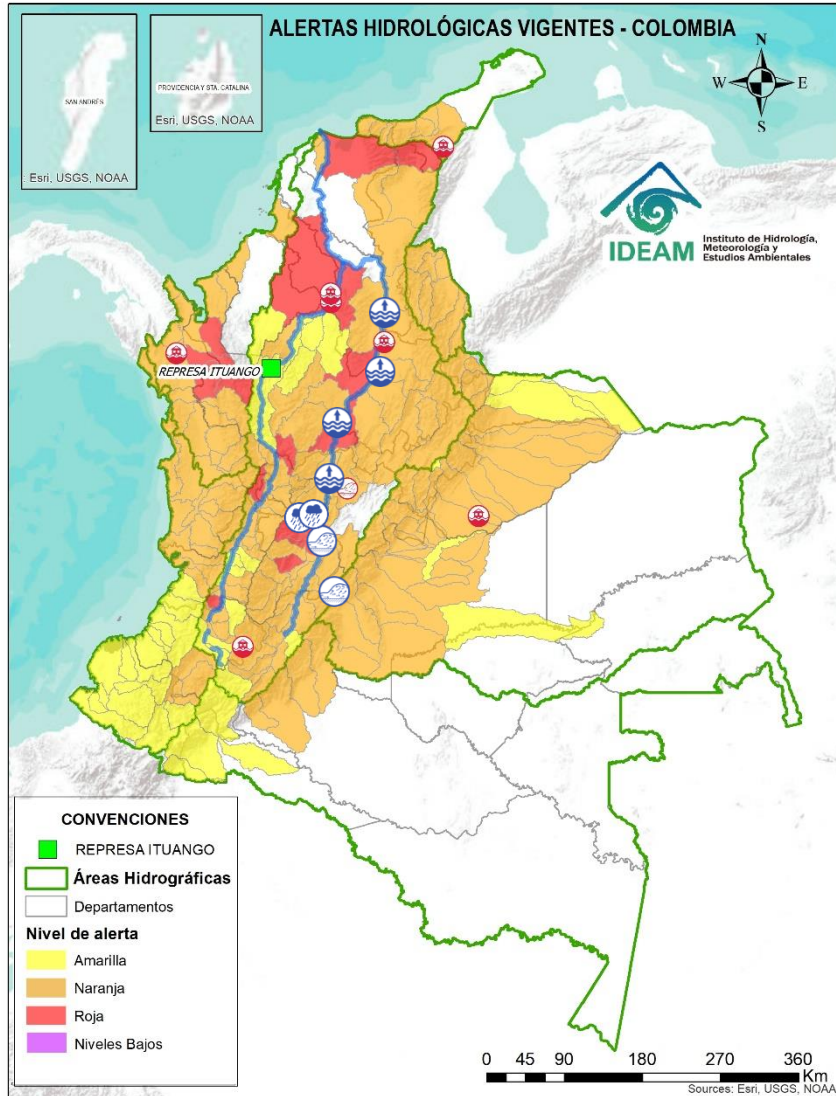 ALERTAS HIDROLÓGICAS VIGENTES - COLOMBIA
SAN ANDRÉS
Esri, USGS, NOAA
PROVIDENCIA Y STA. CATALINA
Esri, USGS, NOAA
N
W
E
S
IDEAM
Instituto de Hidrología,
Meteorología y
Estudios Ambientales
REPRESA ITUANGO
CONVENCIONES
REPRESA ITUANGO
Áreas Hidrográficas
Departamentos
Nivel de alerta
Amarilla
Naranja
Roja
Niveles Bajos
0 45 90 180 270 360
Km
Sources: Esri, USGS, NOAA